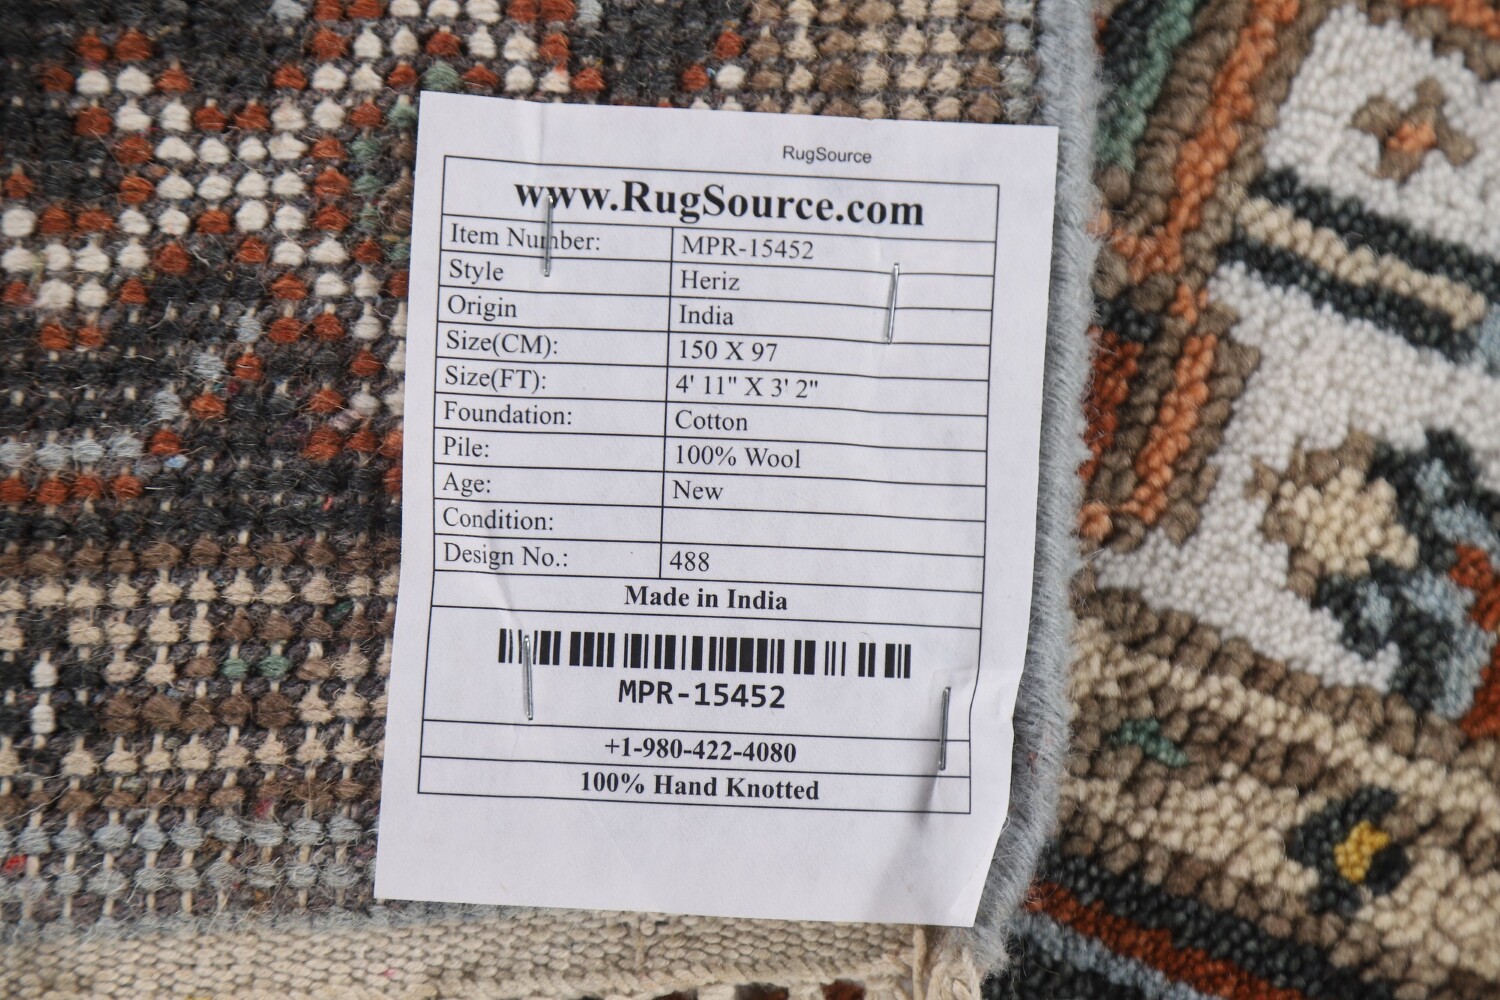 RugSource
www.RugSource.com
Item Number: MPR-15452
Style Heriz
Origin India
Size(CM): 150 X 97
Size(FT): 4' 11" X 3' 2"
Foundation: Cotton
Pile: 100% Wool
Age: New
Condition:
Design No.: 488
Made in India
MPR-15452
+1-980-422-4080
100% Hand Knotted